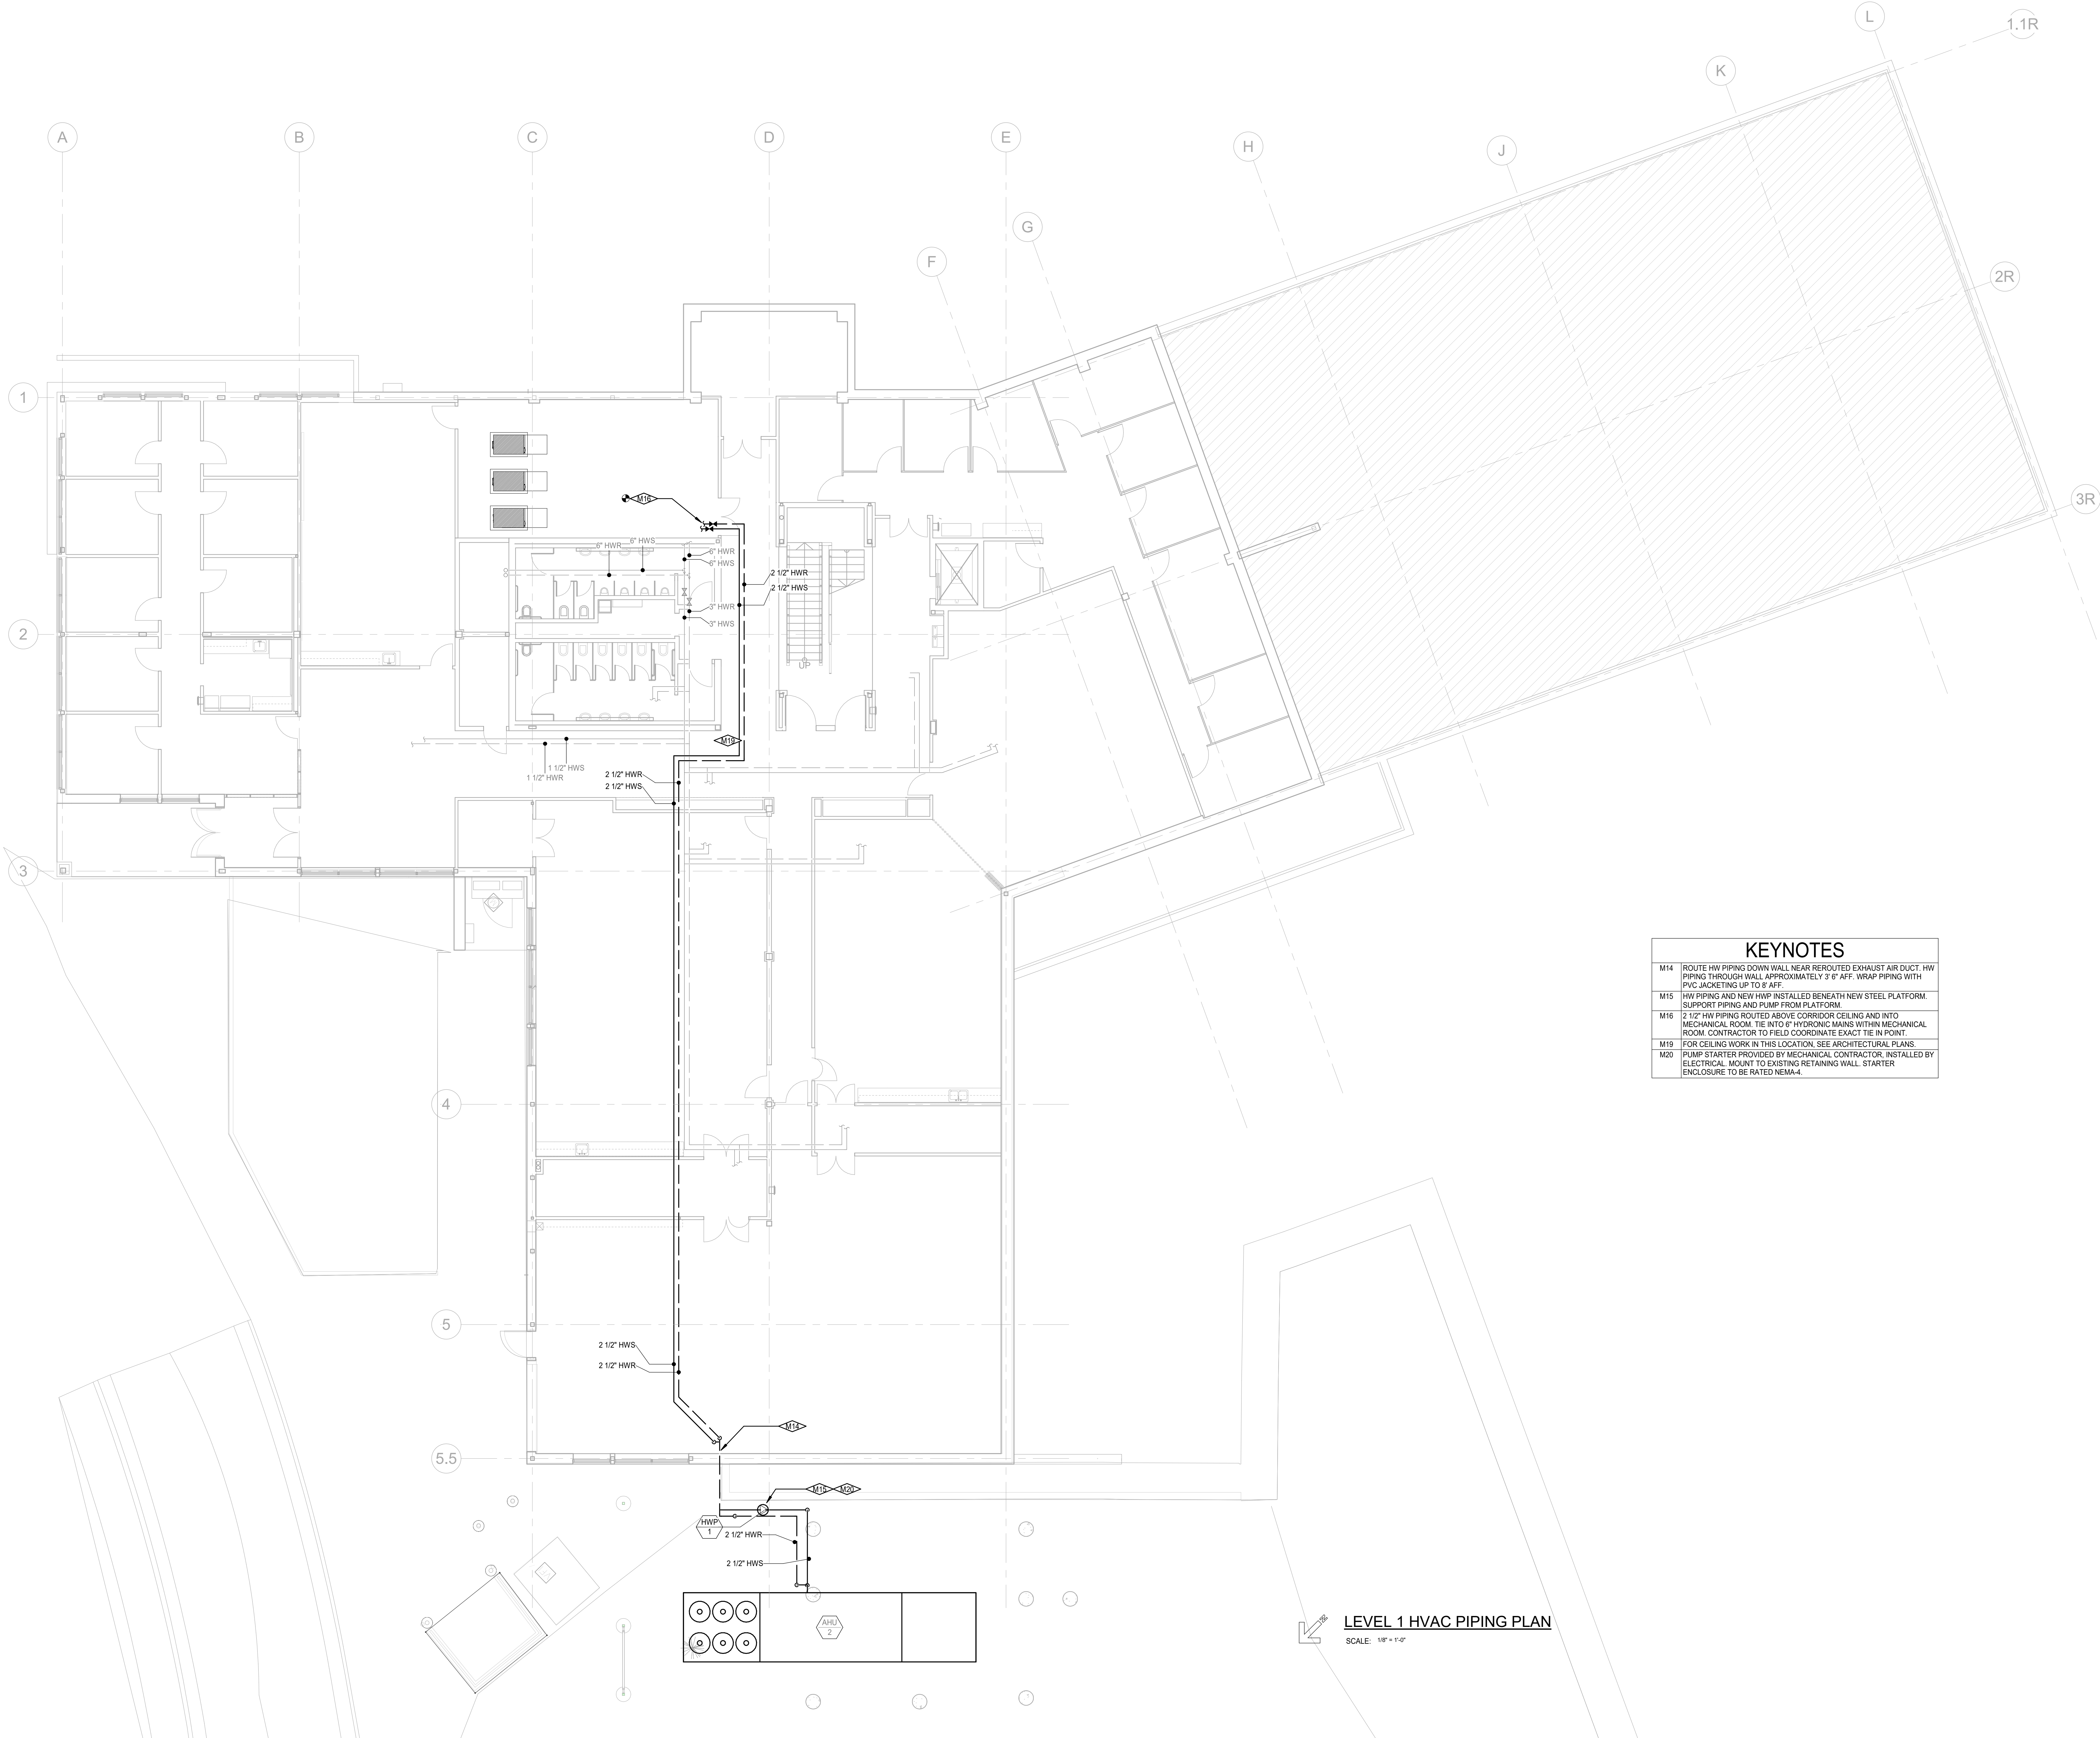 L
1.1R
K
A
B
C
D
E
H
J
G
F
2R
1
3R
M16
6" HWR
6" HWS
6" HWR
6" HWS
2 1/2" HWR
2 1/2" HWS
3" HWR
3" HWS
2
UP
M19
1 1/2" HWS
1 1/2" HWR
2 1/2" HWR
2 1/2" HWS
3
KEYNOTES
M14 ROUTE HW PIPING DOWN WALL NEAR REROUTED EXHAUST AIR DUCT. HW
PIPING THROUGH WALL APPROXIMATELY 3' 6" AFF. WRAP PIPING WITH
PVC JACKETING UP TO 8' AFF.
M15 HW PIPING AND NEW HWP INSTALLED BENEATH NEW STEEL PLATFORM.
SUPPORT PIPING AND PUMP FROM PLATFORM.
M16 2 1/2" HW PIPING ROUTED ABOVE CORRIDOR CEILING AND INTO
MECHANICAL ROOM. TIE INTO 6" HYDRONIC MAINS WITHIN MECHANICAL
ROOM. CONTRACTOR TO FIELD COORDINATE EXACT TIE IN POINT.
M19 FOR CEILING WORK IN THIS LOCATION, SEE ARCHITECTURAL PLANS.
M20 PUMP STARTER PROVIDED BY MECHANICAL CONTRACTOR, INSTALLED BY
ELECTRICAL. MOUNT TO EXISTING RETAINING WALL. STARTER
ENCLOSURE TO BE RATED NEMA-4.
4
5
2 1/2" HWS
2 1/2" HWR
M14
5.5
M15
M20
HWP
1
2 1/2" HWR
2 1/2" HWS
AHU
2
LEVEL 1 HVAC PIPING PLAN
SCALE: 1/8" = 1'-0"